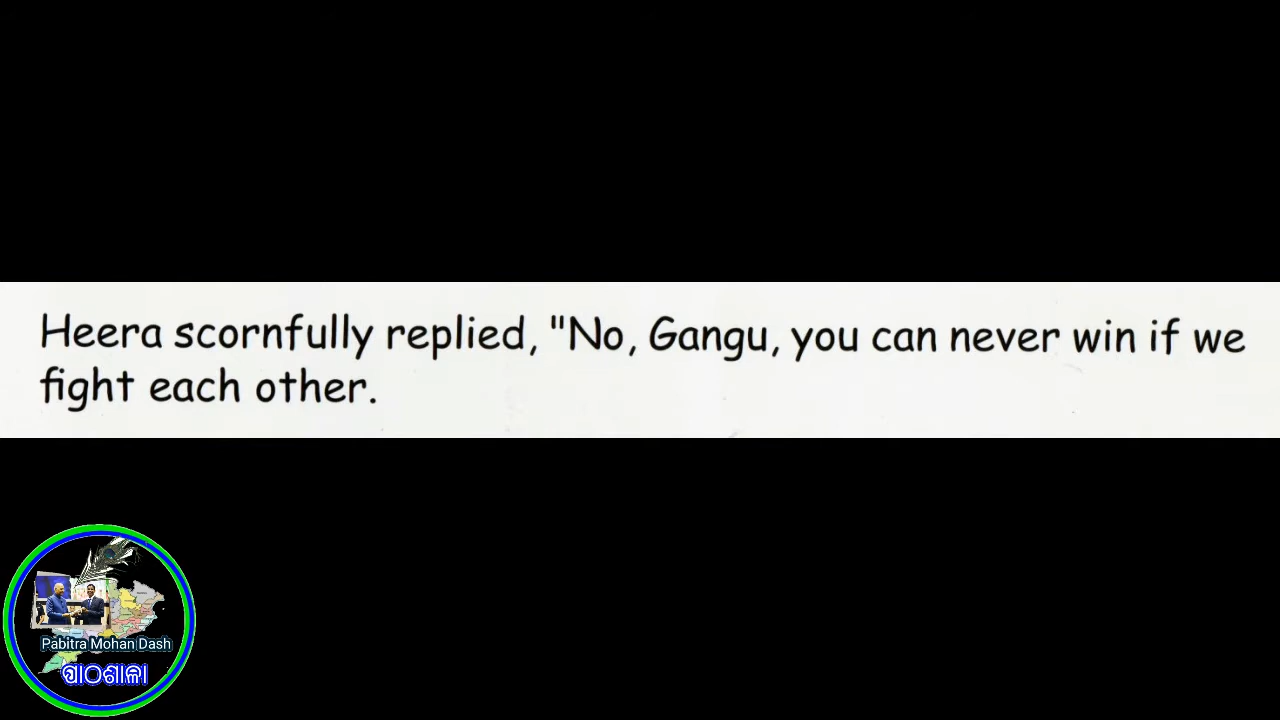 Heera scornfully replied, "No, Gangu, you can never win if we
fight each other.
Pabitra Mohan Dash
ପାଠଶାଳା